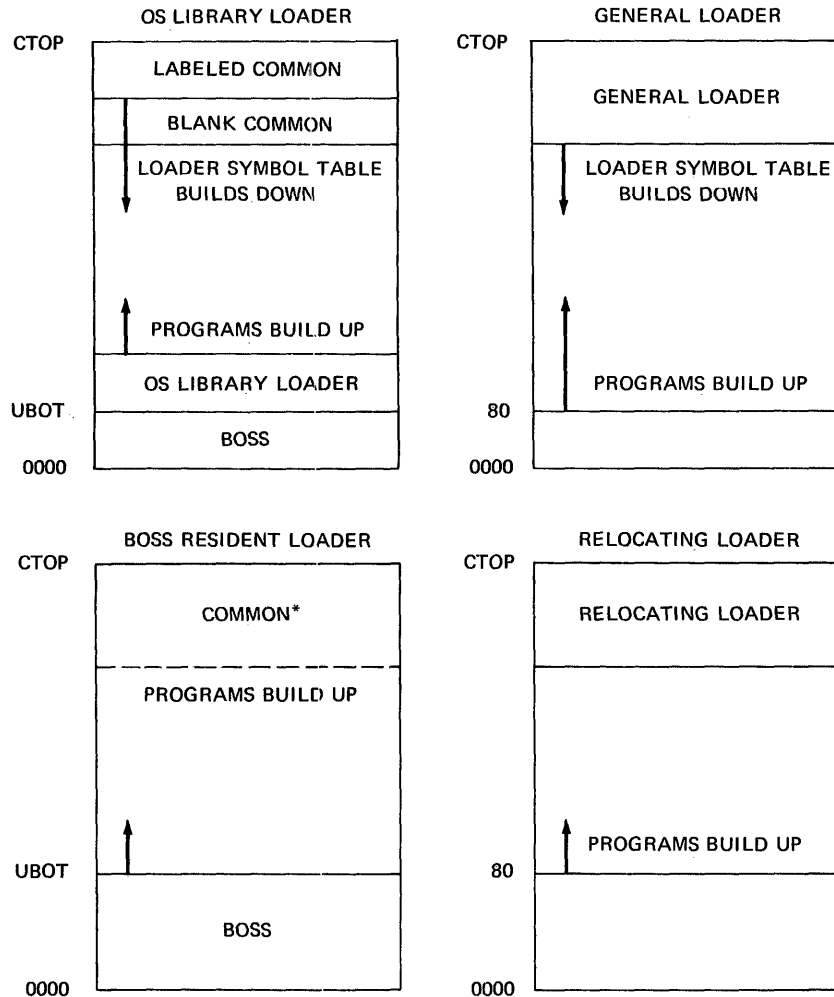 OS LIBRARY LOADER
CTOP
LABELED COMMON
BLANK COMMON
LOADER SYMBOL TABLE
BUILDS DOWN
PROGRAMS BUILD UP
OS LIBRARY LOADER
UBOT
BOSS
0000
GENERAL LOADER
CTOP
GENERAL LOADER
LOADER SYMBOL TABLE
BUILDS DOWN
PROGRAMS BUILD UP
80
0000
BOSS RESIDENT LOADER
CTOP
COMMON*
PROGRAMS BUILD UP
UBOT
BOSS
0000
RELOCATING LOADER
CTOP
RELOCATING LOADER
PROGRAMS BUILD UP
80
0000